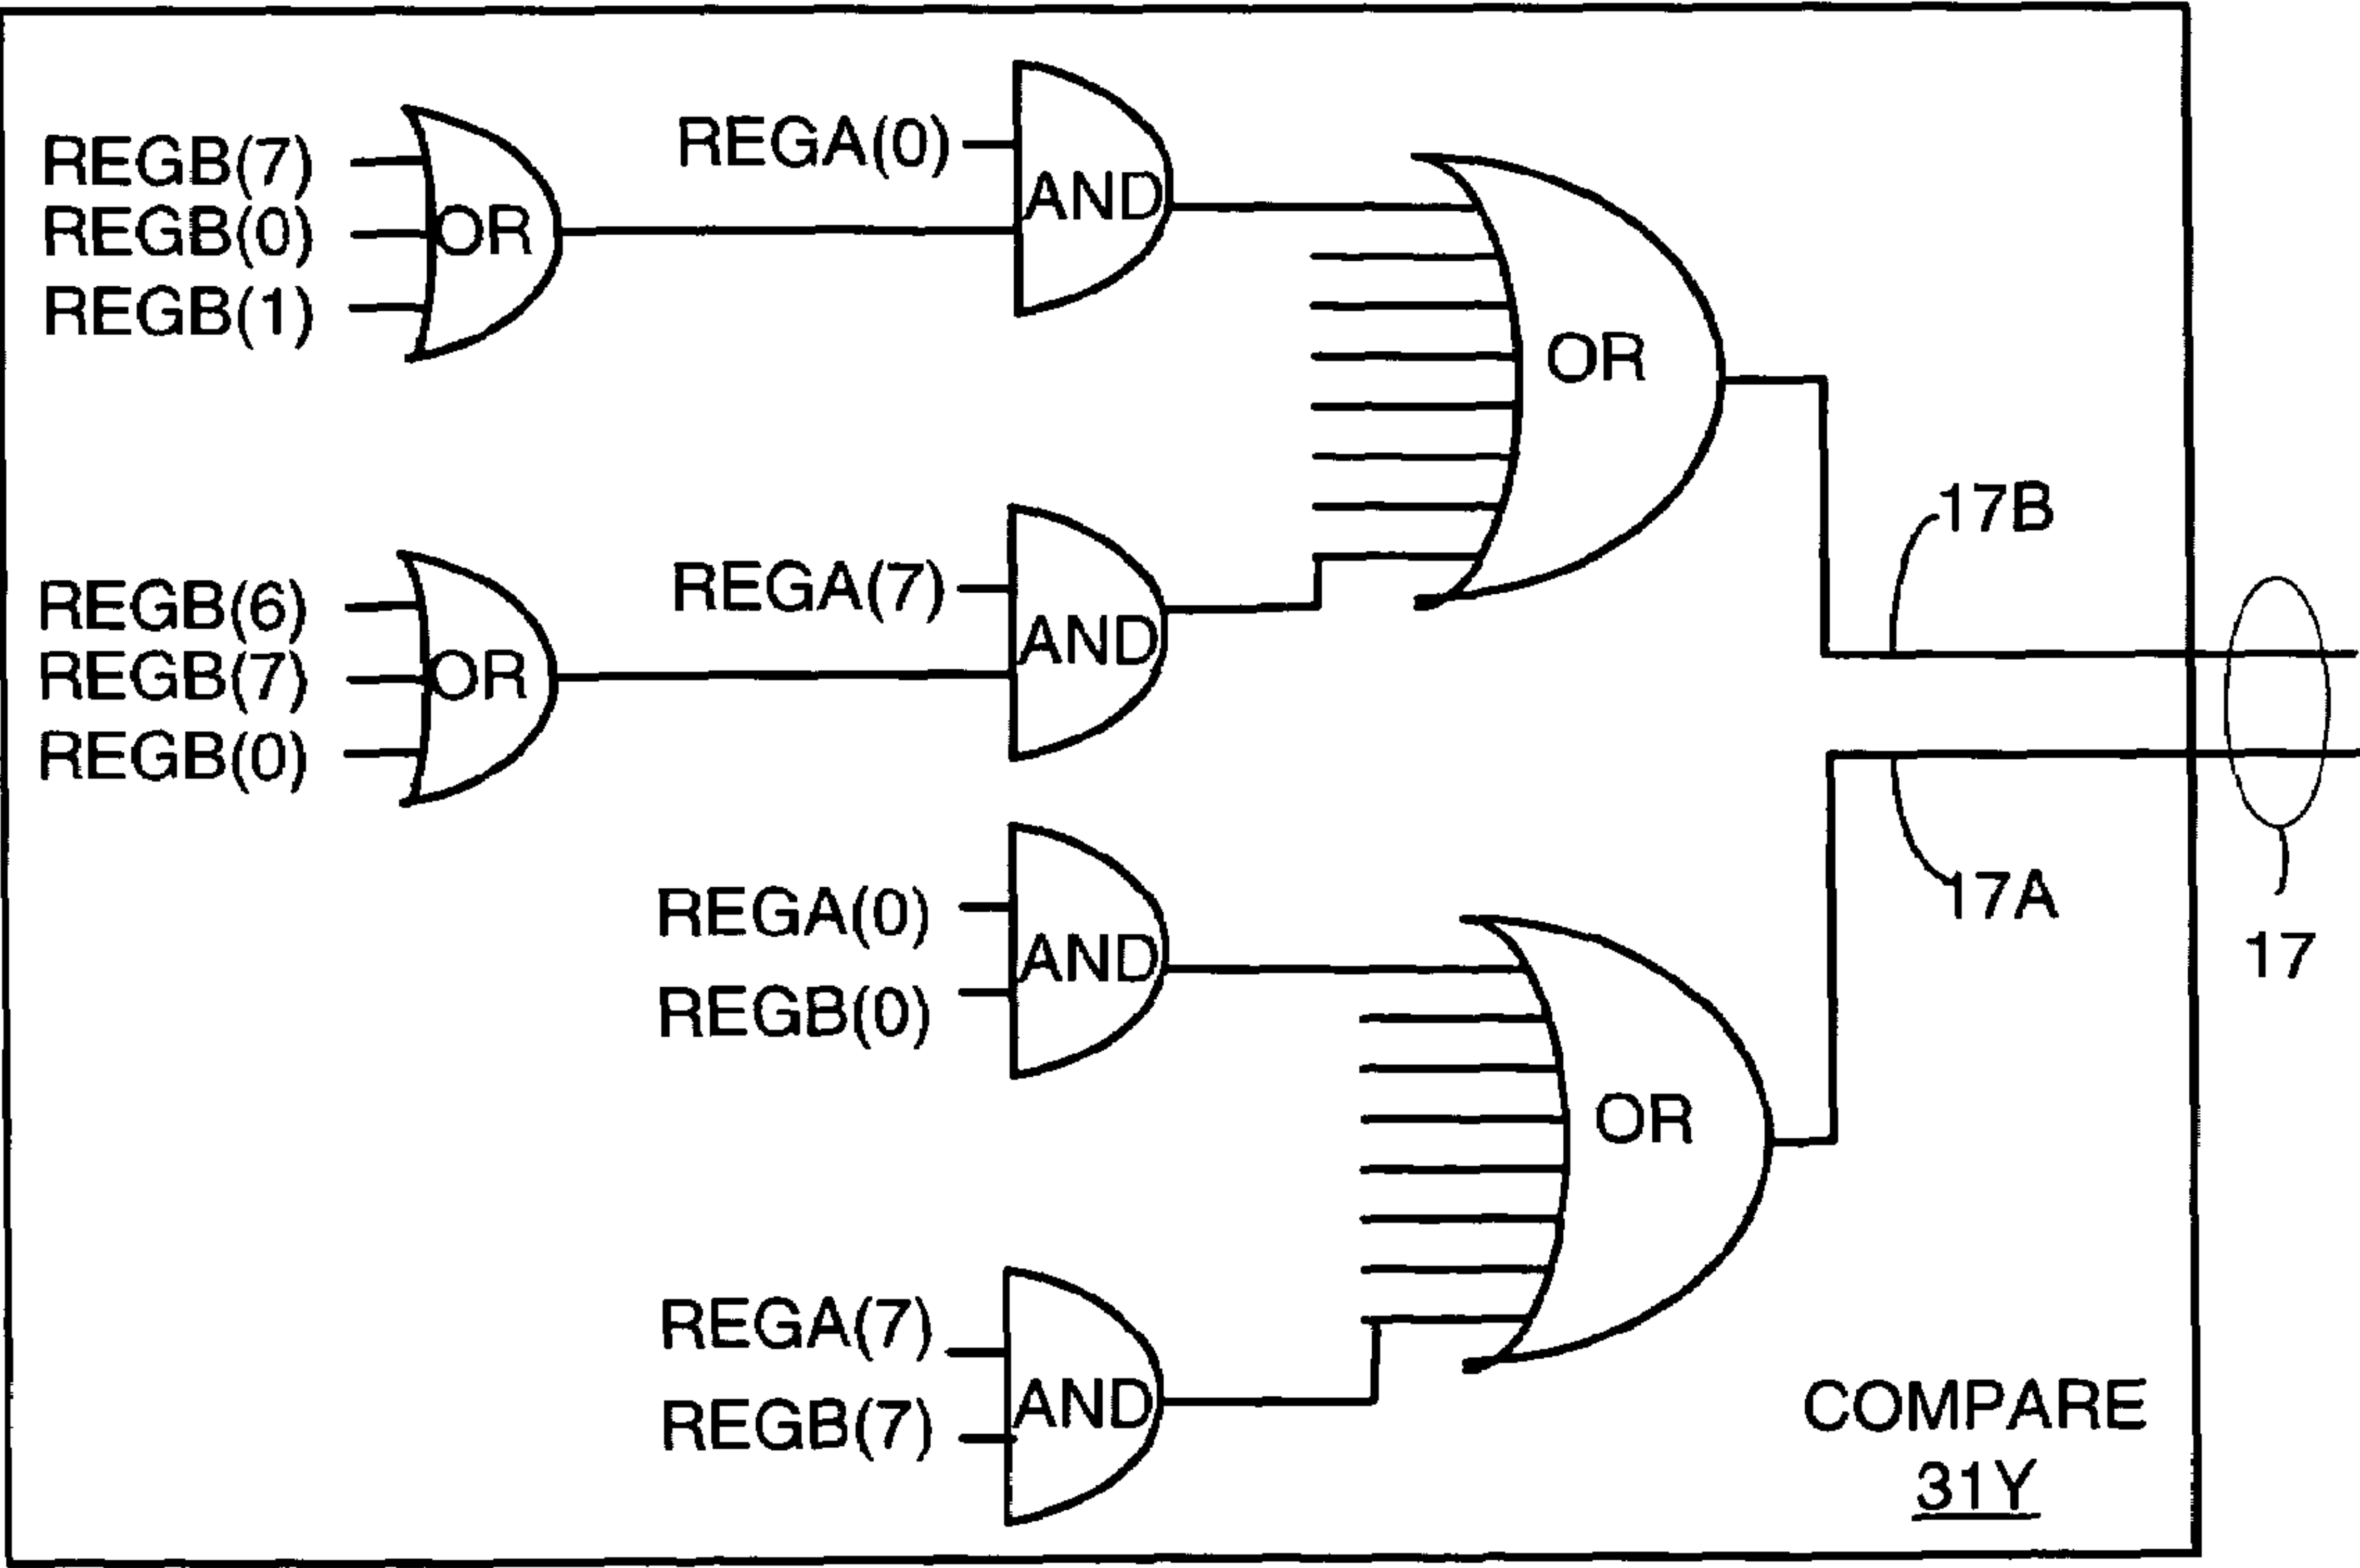 REGB(7)
REGB(0)
REGB(1)
OR
REGA(0)
AND
OR
REGB(6)
REGB(7)
REGB(0)
OR
REGA(7)
AND
17B
17A
17
REGA(0)
REGB(0)
AND
OR
REGA(7)
REGB(7)
AND
COMPARE
31Y